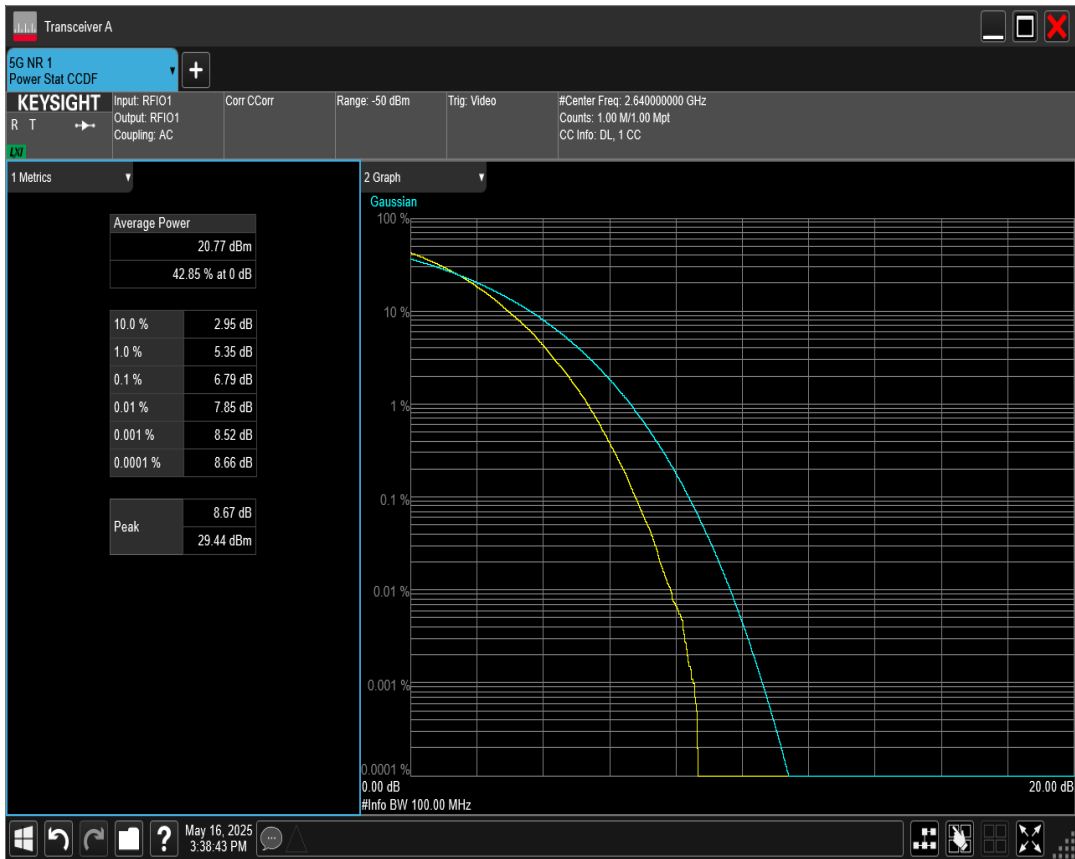 Transceiver A
5G NR 1
Power Stat CCDF
KEYSIGHT
R T
LXI
Input: RFIO1
Output: RFIO1
Coupling: AC
Corr CCorr
Range: -50 dBm
Trig: Video
#Center Freq: 2.640000000 GHz
Counts: 1.00 M/1.00 Mpt
CC Info: DL, 1 CC
1 Metrics
Average Power
20.77 dBm
42.85 % at 0 dB
10.0 % 2.95 dB
1.0 % 5.35 dB
0.1 % 6.79 dB
0.01 % 7.85 dB
0.001 % 8.52 dB
0.0001 % 8.66 dB
Peak
8.67 dB
29.44 dBm
2 Graph
Gaussian
100 %
10 %
1 %
0.1 %
0.01 %
0.001 %
0.0001 %
0.00 dB 20.00 dB
#Info BW 100.00 MHz
?
May 16, 2025
3:38:43 PM